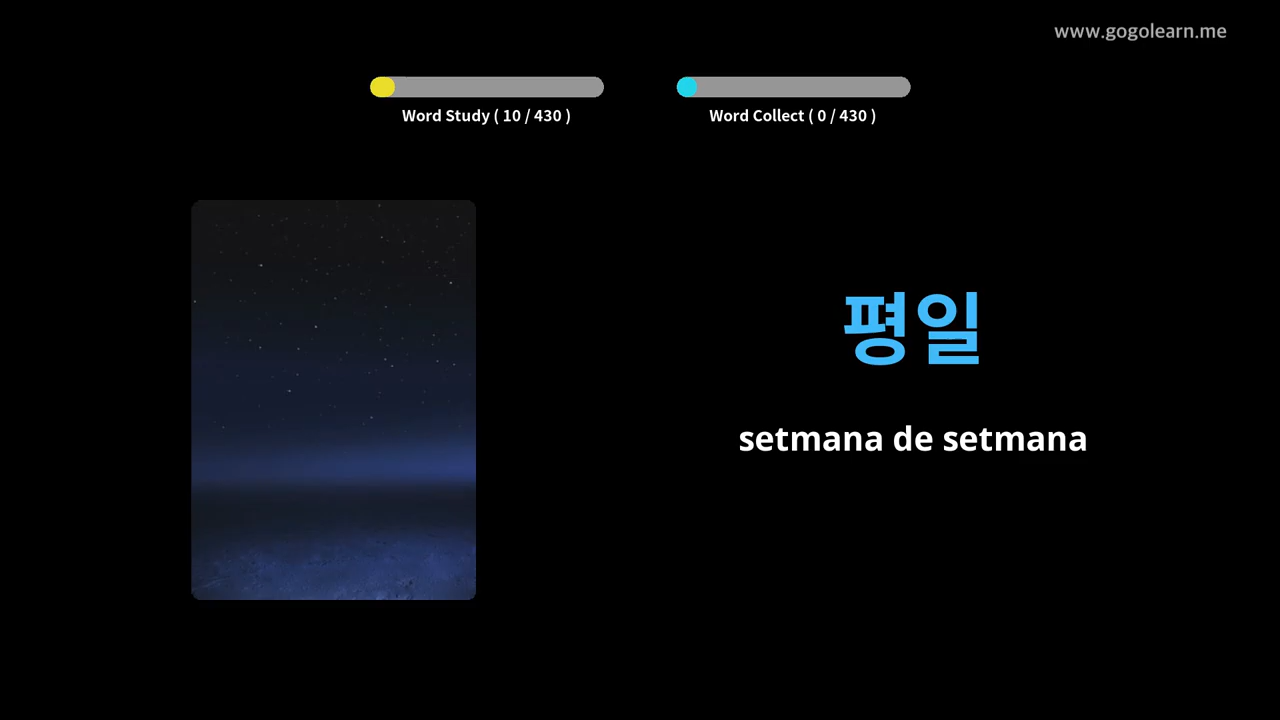 www.gogolearn.me
Word Study ( 10 / 430 )
Word Collect ( 0 / 430 )
평일
setmana de setmana